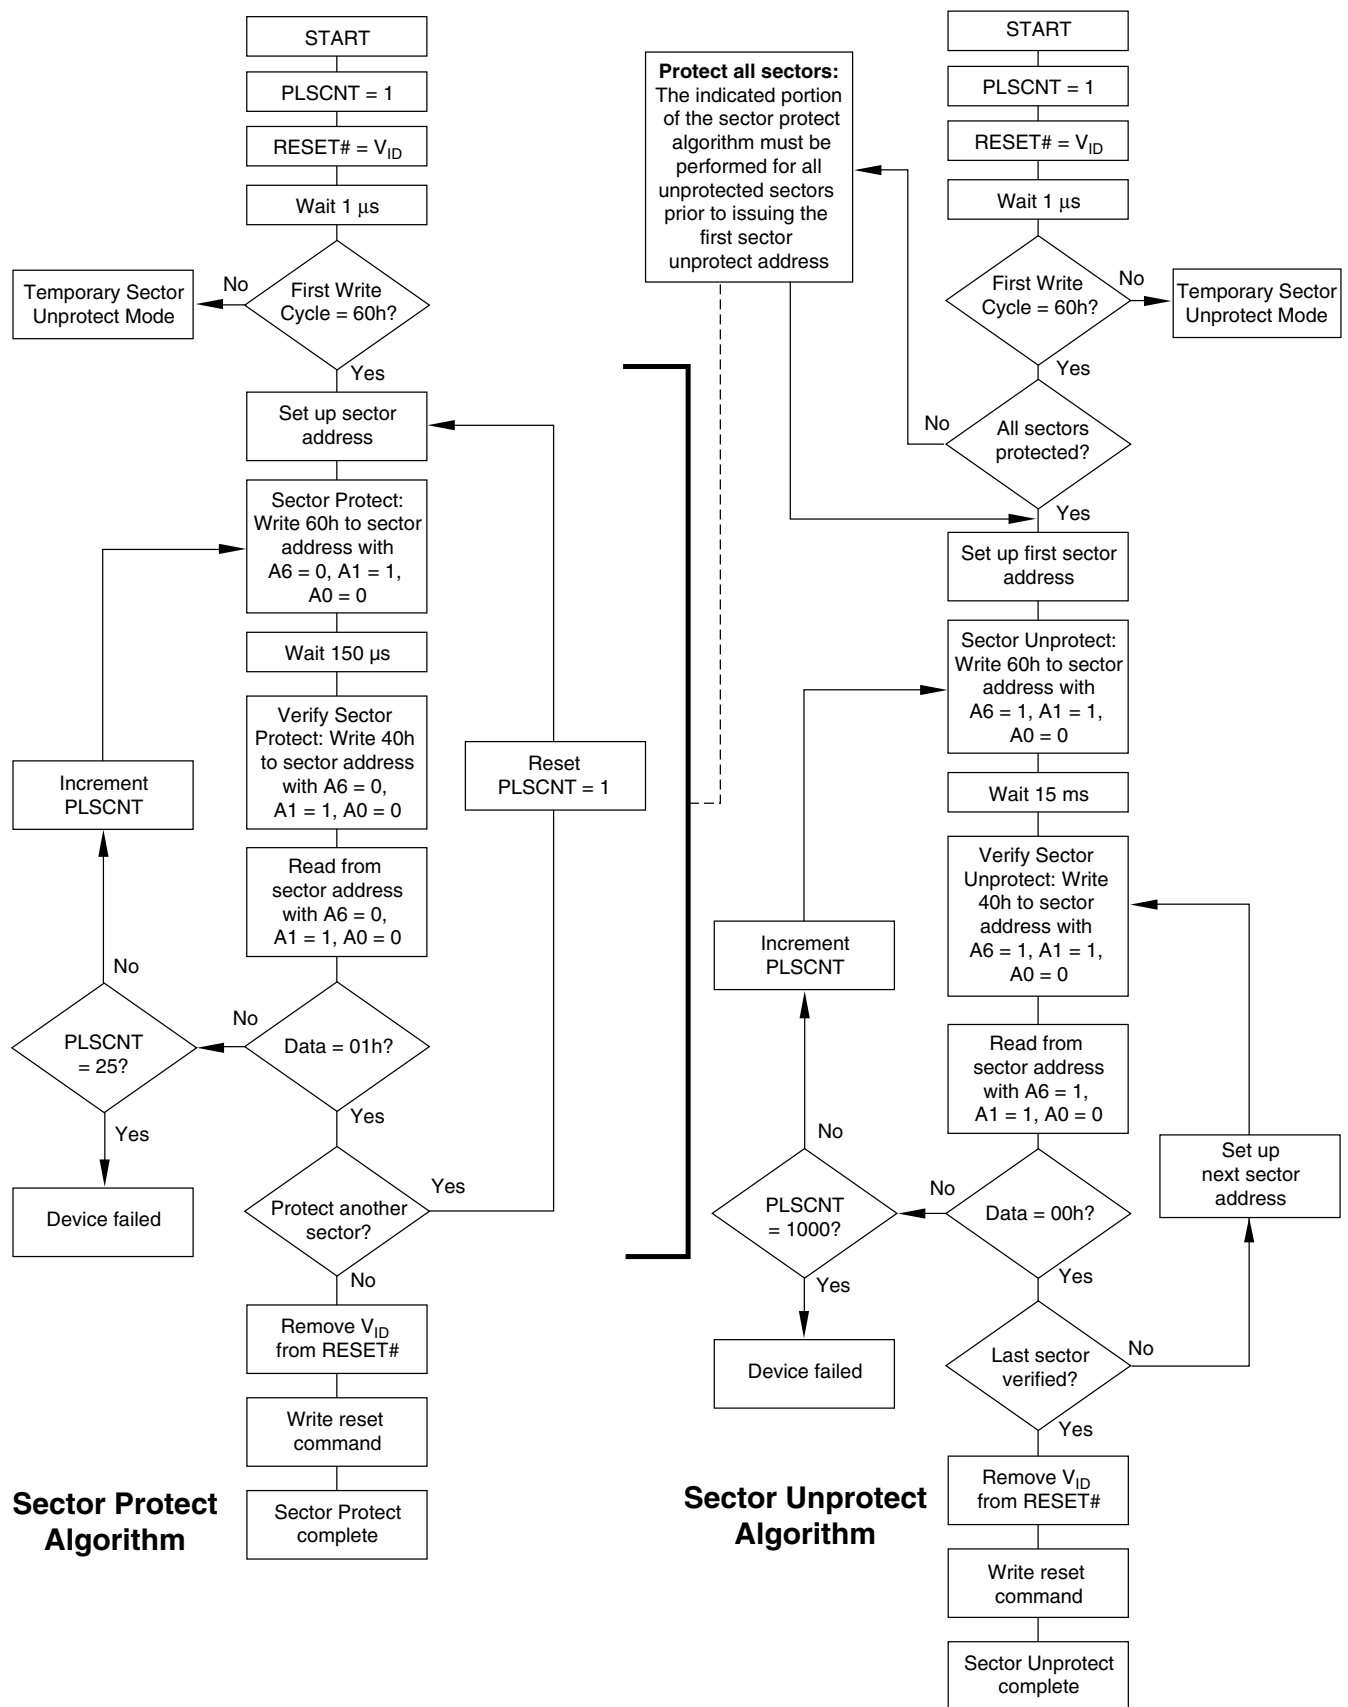 START
PLSCNT = 1
RESET# = VID
Wait 1 μs
First Write
Cycle = 60h?
No
Temporary Sector
Unprotect Mode
Yes
Set up sector
address
Sector Protect:
Write 60h to sector
address with
A6 = 0, A1 = 1,
A0 = 0
Wait 150 µs
Verify Sector
Protect: Write 40h
to sector address
with A6 = 0,
A1 = 1, A0 = 0
Reset
PLSCNT = 1
Increment
PLSCNT
Read from
sector address
with A6 = 0,
A1 = 1, A0 = 0
No
No
PLSCNT
= 25?
Data = 01h?
Yes
Yes
Device failed
Protect another
sector?
Yes
No
Remove VID
from RESET#
Write reset
command
Sector Protect
complete
Sector Protect
Algorithm
Protect all sectors:
The indicated portion
of the sector protect
algorithm must be
performed for all
unprotected sectors
prior to issuing the
first sector
unprotect address
START
PLSCNT = 1
RESET# = VID
Wait 1 μs
First Write
Cycle = 60h?
No
Temporary Sector
Unprotect Mode
Yes
No
All sectors
protected?
Yes
Set up first sector
address
Sector Unprotect:
Write 60h to sector
address with
A6 = 1, A1 = 1,
A0 = 0
Wait 15 ms
Verify Sector
Unprotect: Write
40h to sector
address with
A6 = 1, A1 = 1,
A0 = 0
Increment
PLSCNT
Read from
sector address
with A6 = 1,
A1 = 1, A0 = 0
No
No
PLSCNT
= 1000?
Data = 00h?
Set up
next sector
address
Yes
Yes
Device failed
Last sector
verified?
No
Yes
Remove VID
from RESET#
Write reset
command
Sector Unprotect
complete
Sector Unprotect
Algorithm